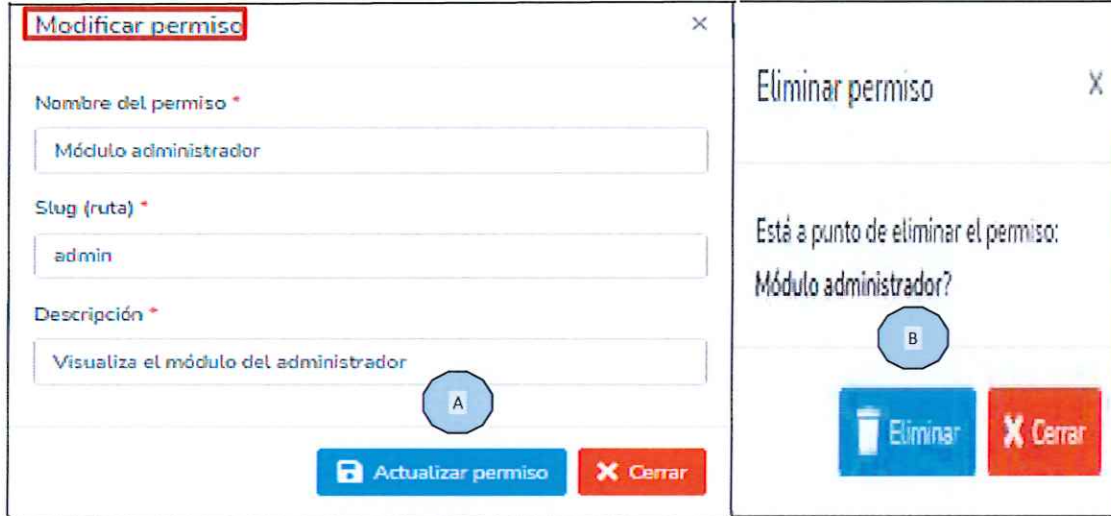 Modificar permiso
×
Nombre del permiso *
Módulo administrador
Slug (ruta) *
admin
Descripción *
Visualiza el módulo del administrador
A
Actualizar permiso
Cerrar
Eliminar permiso
X
Está a punto de eliminar el permiso:
Módulo administrador?
B
Eliminar
Cerrar